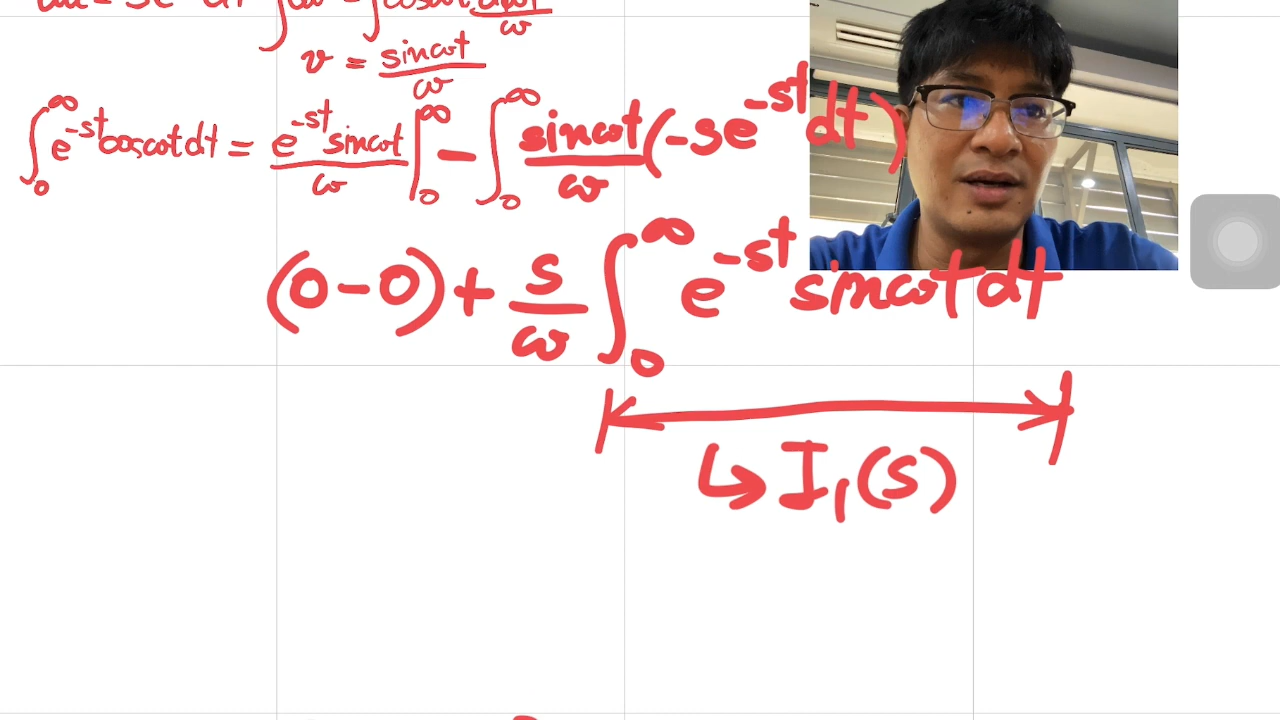 v = sinωt/ω
∫₀^∞ e^-st cosωt dt = e^-st sinωt/ω |₀^∞ − ∫₀^∞ sinωt/ω (-se^-st dt)
(0−0) + s/ω ∫₀^∞ e^-st sinωt dt
↳ I₁(s)